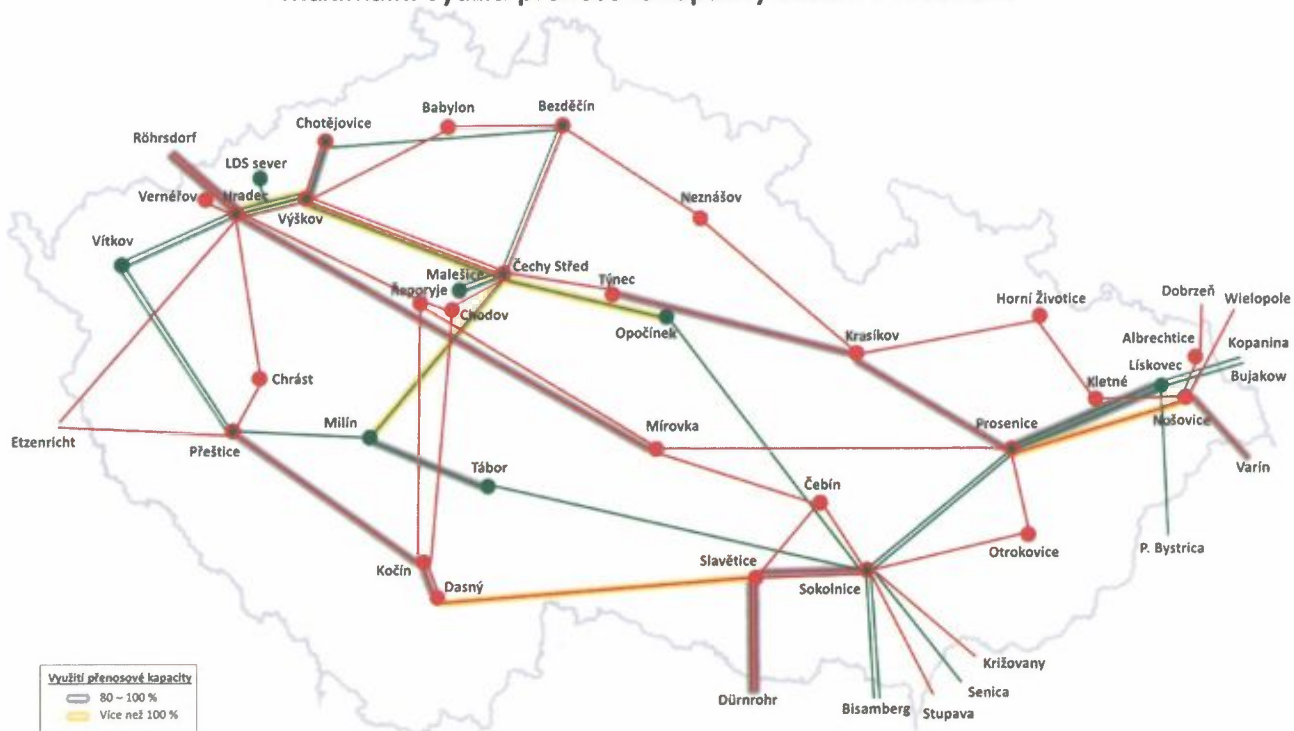 Babylon
Bezděčín
Chotějovice
Röhrsdorf
LDS sever
Vernéřov
Hradec
Výškov
Neznášov
Vítkov
Čechy Střed
Malešice
Týnec
Řeporyje
Chodov
Opočínek
Krasíkov
Horní Životice
Dobrzeň
Wielopole
Albrechtice
Kopanina
Lískovec
Bujakow
Kletné
Nošovice
Chrást
Etzenricht
Přeštice
Milín
Mírovka
Prosenice
Varín
Tábor
Čebín
Otrokovice
P. Bystrica
Kočín
Dasný
Slavětice
Sokolnice
Križovany
Senica
Dürnrohr
Bisamberg
Stupava
Využití přenosové kapacity
80 – 100 %
Více než 100 %